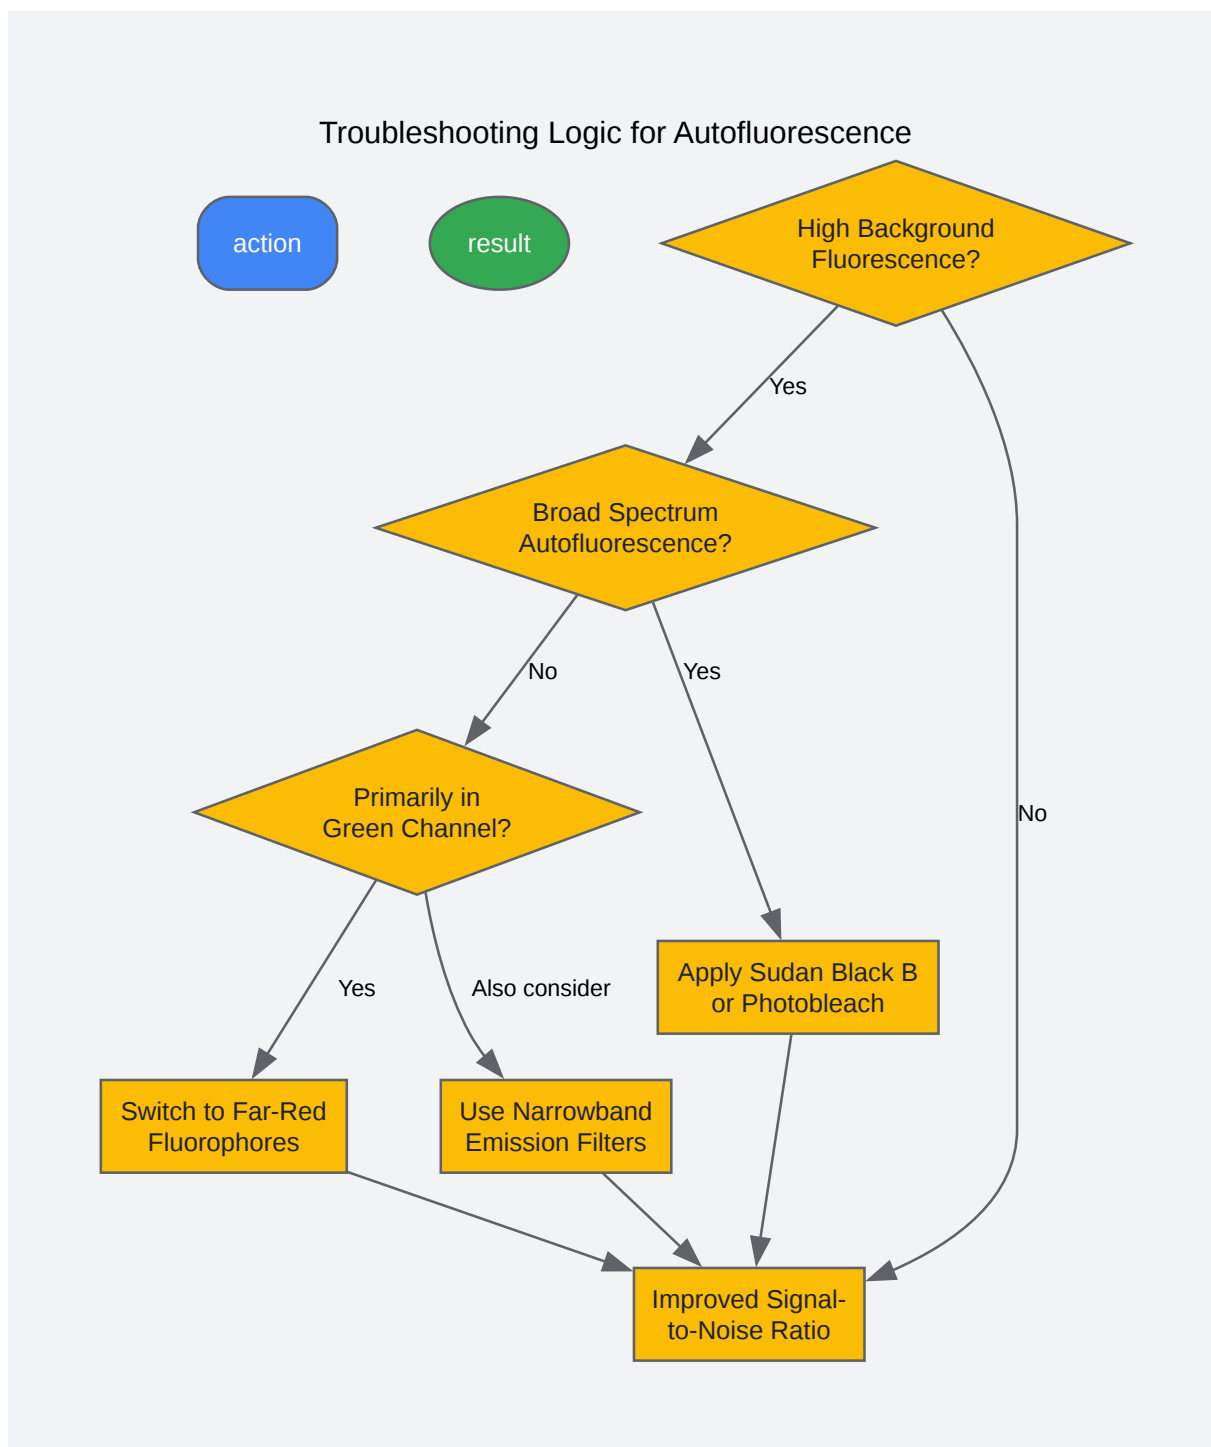 Troubleshooting Logic for Autofluorescence
action
result
High Background
Fluorescence?
Yes
Broad Spectrum
Autofluorescence?
No
Yes
Primarily in
Green Channel?
No
Yes
Also consider
Apply Sudan Black B
or Photobleach
Switch to Far-Red
Fluorophores
Use Narrowband
Emission Filters
Improved Signal-
to-Noise Ratio